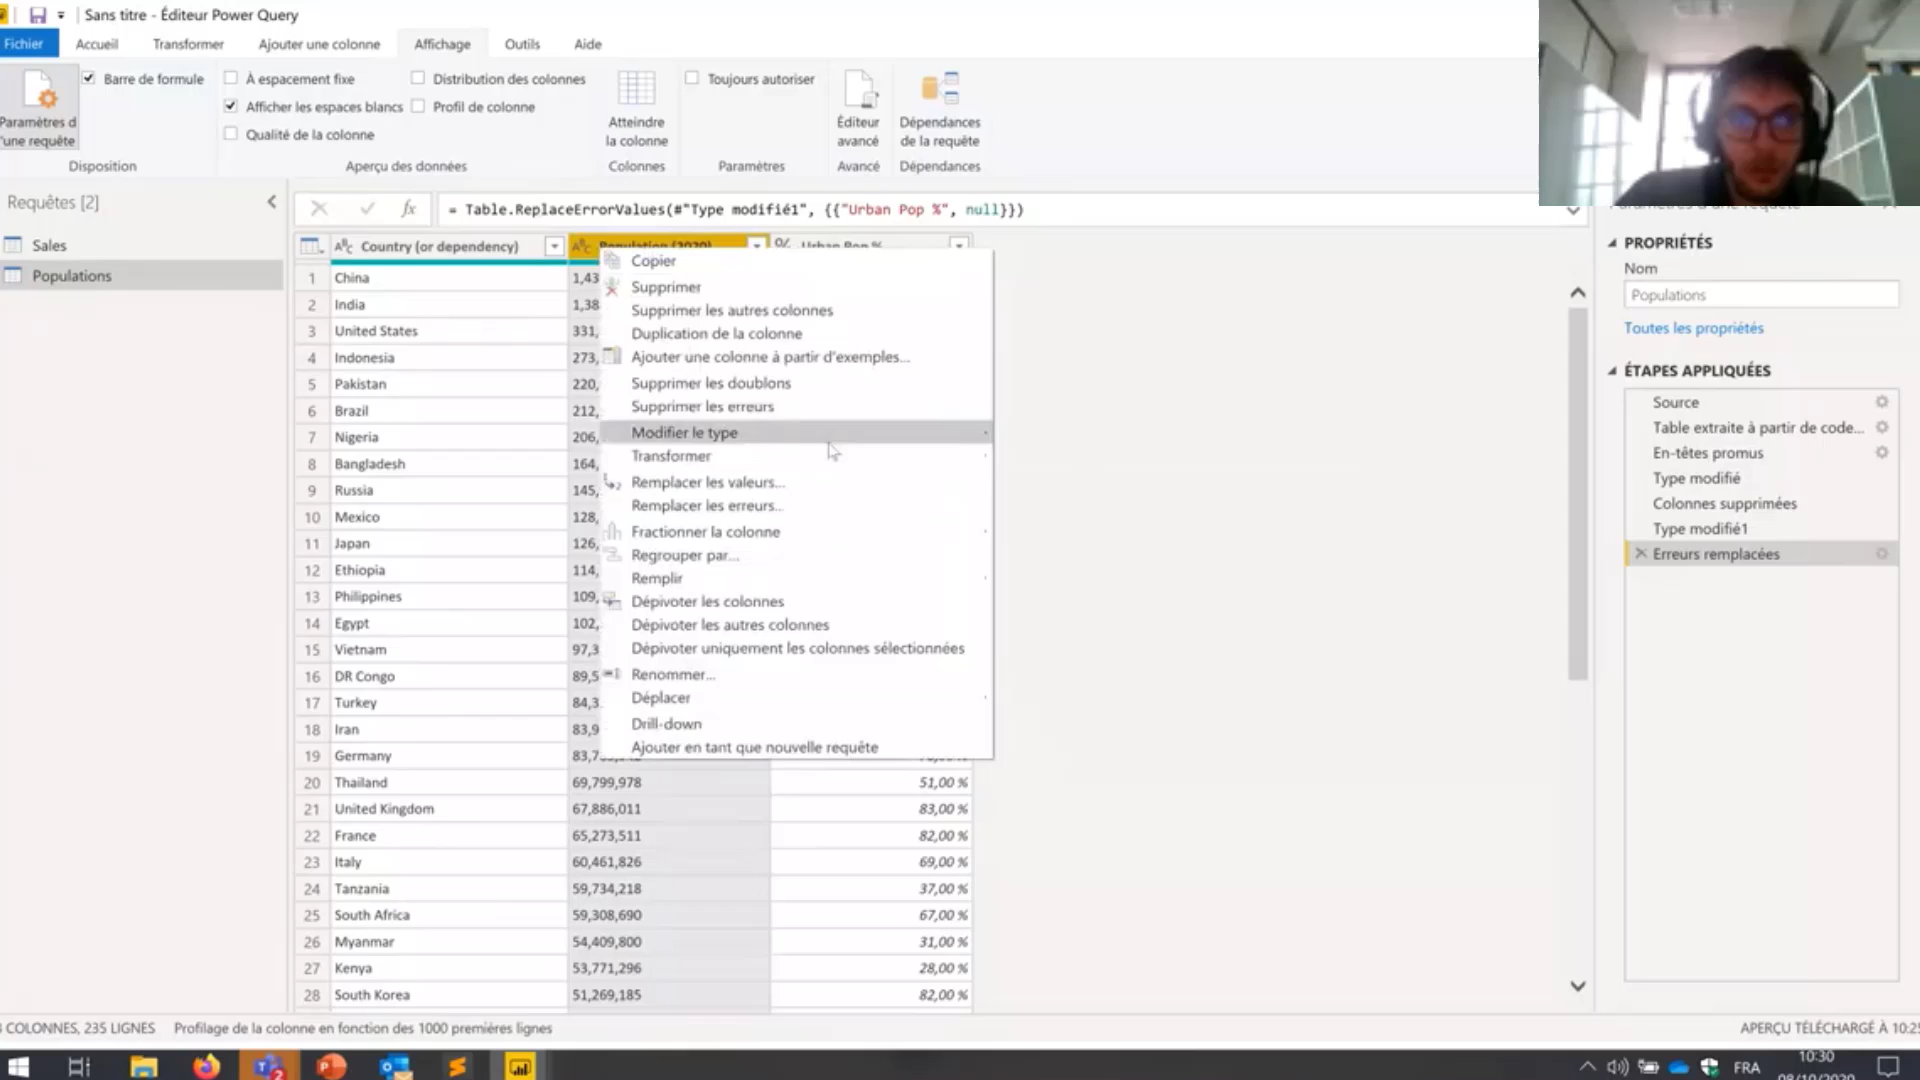 Sans titre - Éditeur Power Query
Fichier
Accueil
Transformer
Ajouter une colonne
Affichage
Outils
Aide
Paramètres d
'une requête
Barre de formule
Disposition
À espacement fixe
Afficher les espaces blancs
Qualité de la colonne
Distribution des colonnes
Profil de colonne
Aperçu des données
Atteindre
la colonne
Colonnes
Toujours autoriser
Paramètres
Éditeur
avancé
Avancé
Dépendances
de la requête
Dépendances
Requêtes [2]
Sales
Populations
fx
= Table.ReplaceErrorValues(#"Type modifié1", {{"Urban Pop %", null}})
Country (or dependency)
Population (2020)
% Urban Pop %
1 China 1,43
2 India 1,38
3 United States 331,
4 Indonesia 273,
5 Pakistan 220,
6 Brazil 212,
7 Nigeria 206,
8 Bangladesh 164,
9 Russia 145,
10 Mexico 128,
11 Japan 126,
12 Ethiopia 114,
13 Philippines 109,
14 Egypt 102,
15 Vietnam 97,3
16 DR Congo 89,5
17 Turkey 84,3
18 Iran 83,9
19 Germany
20 Thailand 69,799,978 51,00 %
21 United Kingdom 67,886,011 83,00 %
22 France 65,273,511 82,00 %
23 Italy 60,461,826 69,00 %
24 Tanzania 59,734,218 37,00 %
25 South Africa 59,308,690 67,00 %
26 Myanmar 54,409,800 31,00 %
27 Kenya 53,771,296 28,00 %
28 South Korea 51,269,185 82,00 %
Copier
Supprimer
Supprimer les autres colonnes
Duplication de la colonne
Ajouter une colonne à partir d'exemples...
Supprimer les doublons
Supprimer les erreurs
Modifier le type
Transformer
Remplacer les valeurs...
Remplacer les erreurs...
Fractionner la colonne
Regrouper par...
Remplir
Dépivoter les colonnes
Dépivoter les autres colonnes
Dépivoter uniquement les colonnes sélectionnées
Renommer...
Déplacer
Drill-down
Ajouter en tant que nouvelle requête
PROPRIÉTÉS
Nom
Populations
Toutes les propriétés
ÉTAPES APPLIQUÉES
Source
Table extraite à partir de code...
En-têtes promus
Type modifié
Colonnes supprimées
Type modifié1
Erreurs remplacées
COLONNES, 235 LIGNES
Profilage de la colonne en fonction des 1000 premières lignes
APERÇU TÉLÉCHARGÉ À 10:25
FRA
10:30